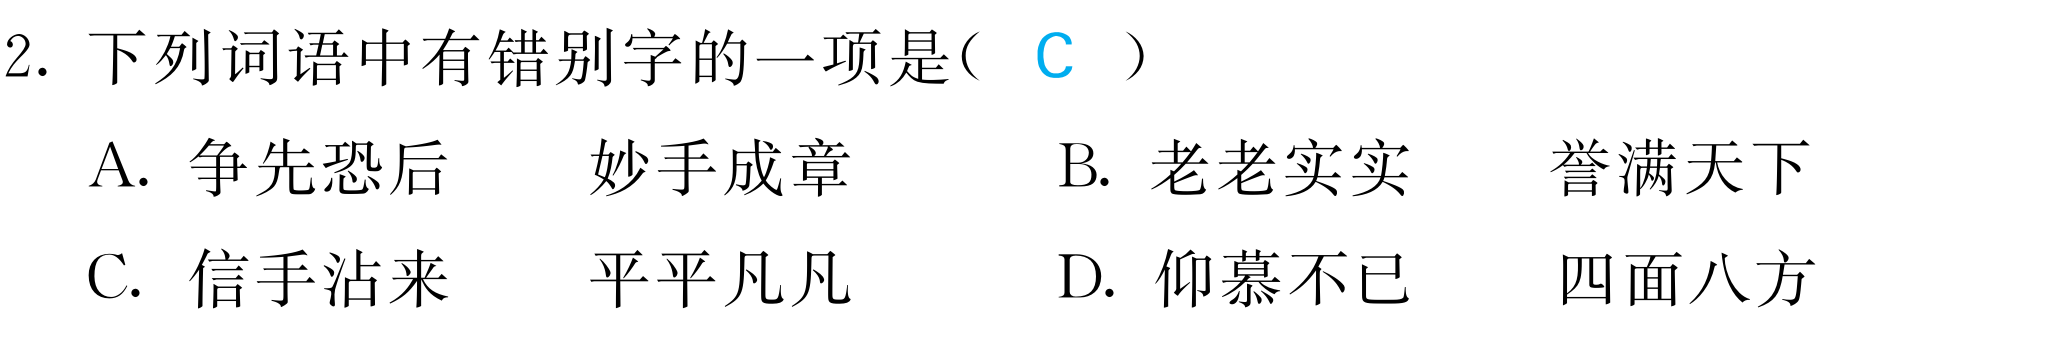 2. 下列词语中有错别字的一项是( C )
A. 争先恐后 妙手成章 B. 老老实实 誉满天下
C. 信手沾来 平平凡凡 D. 仰慕不已 四面八方